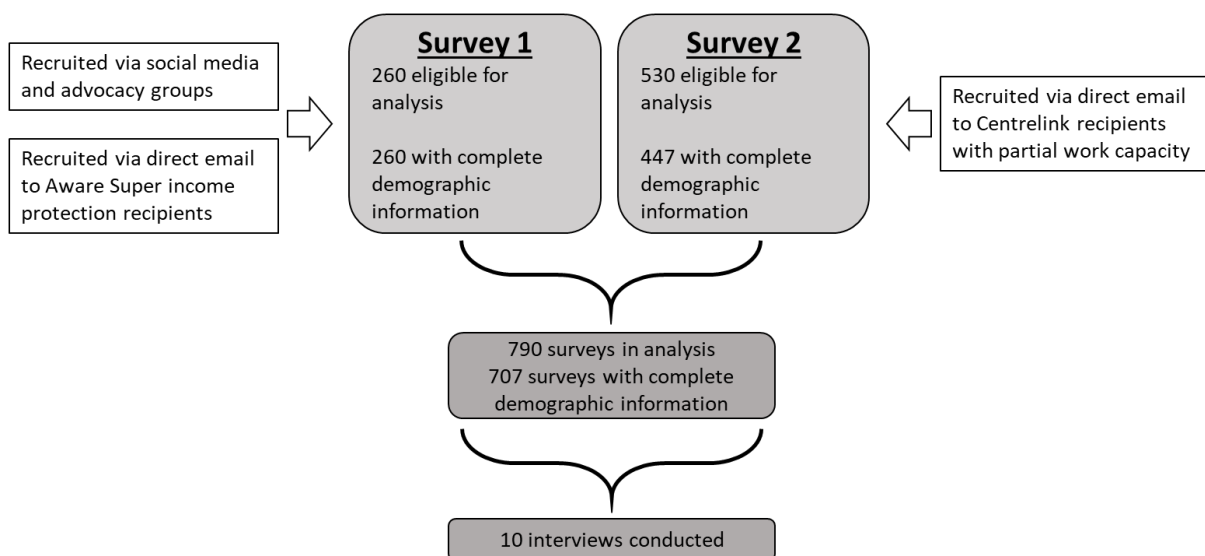 Recruited via social media
and advocacy groups
Recruited via direct email
to Aware Super income
protection recipients
Survey 1
260 eligible for
analysis
260 with complete
demographic
information
Survey 2
530 eligible for
analysis
447 with complete
demographic
information
Recruited via direct email
to Centrelink recipients
with partial work capacity
790 surveys in analysis
707 surveys with complete
demographic information
10 interviews conducted